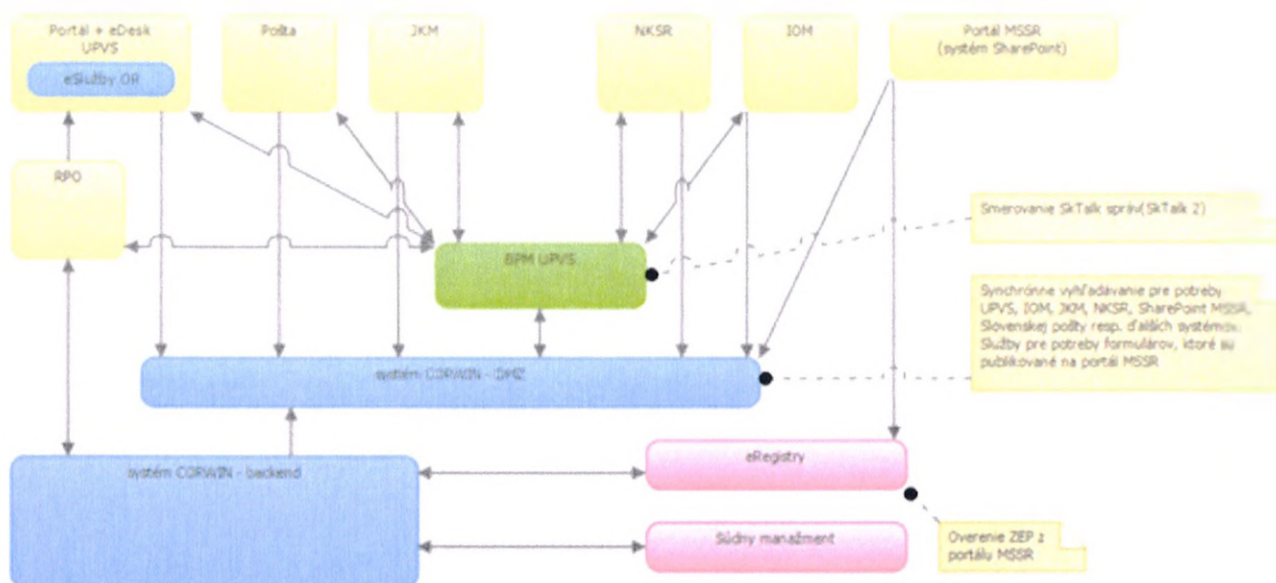 Portál + eDesk
UPVS
eSlužby OR
Pošta
JKM
NKSR
IOM
Portál MSSR
(systém SharePoint)
RPO
BPM UPVS
Smerovanie SkTalk správ(SkTalk 2)
Synchrónne vyhľadávanie pre potreby
UPVS, IOM, JKM, NKSR, SharePoint MSSR,
Slovenskej pošty resp. ďalších systémov.
Služby pre potreby formulárov, ktoré sú
publikované na portál MSSR
systém CORWIN - DMZ
systém CORWIN - backend
eRegistry
Súdny manažment
Overenie ZEP z
portálu MSSR